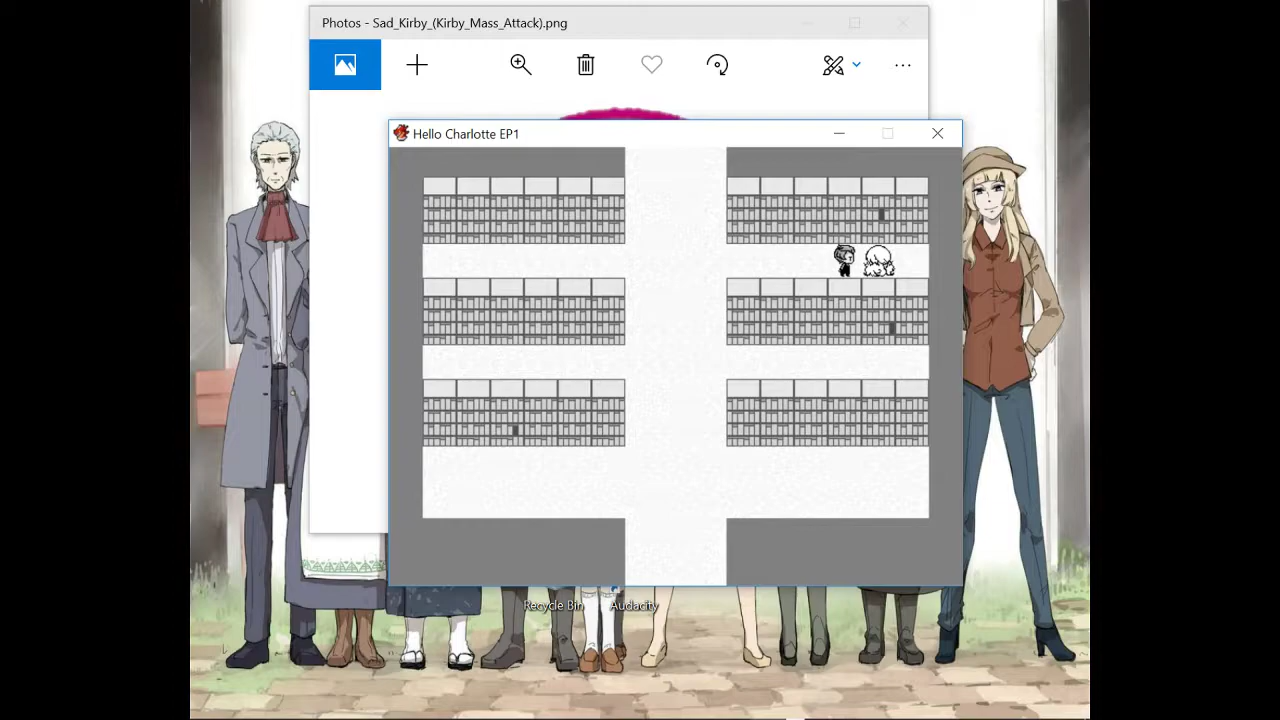 Photos - Sad_Kirby_(Kirby_Mass_Attack).png
Hello Charlotte EP1
Recycle Bin
Audacity